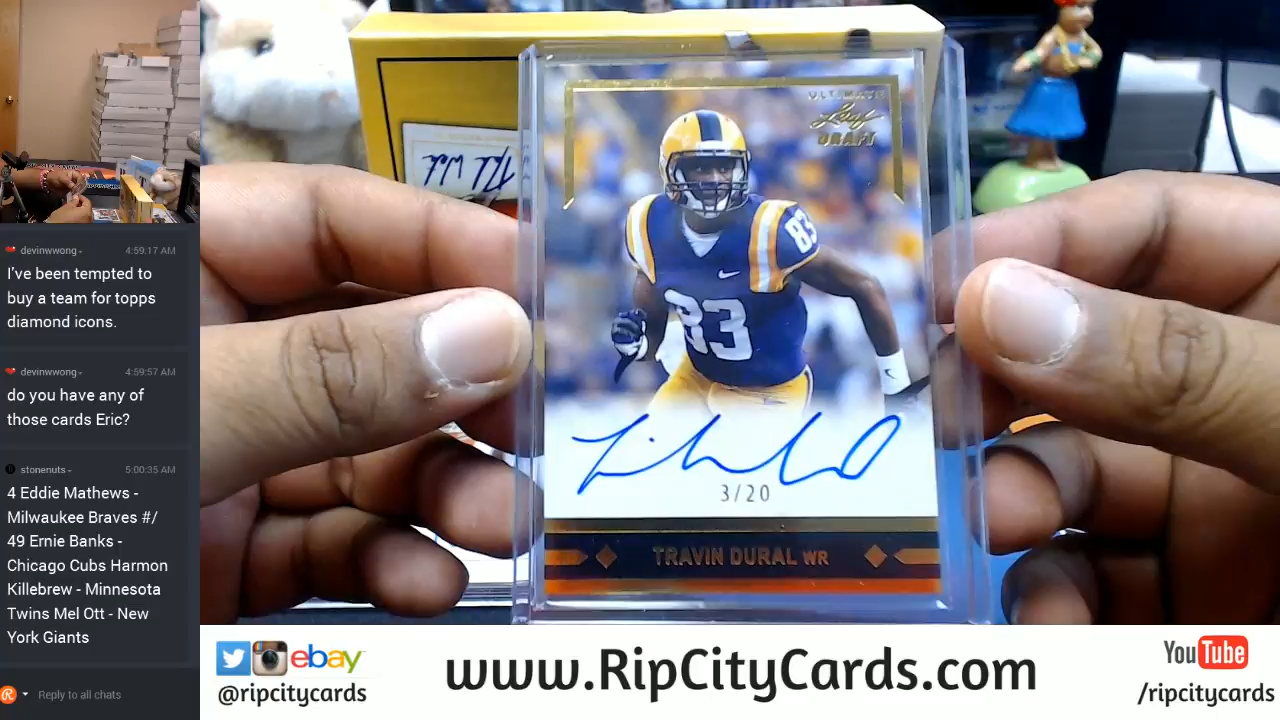 devinwwong
4:59:17 AM
I've been tempted to
buy a team for topps
diamond icons.
devinwwong
4:59:57 AM
do you have any of
those cards Eric?
stonenuts
5:00:35 AM
4 Eddie Mathews -
Milwaukee Braves #/
49 Ernie Banks -
Chicago Cubs Harmon
Killebrew - Minnesota
Twins Mel Ott - New
York Giants
Reply to all chats
ULTIMATE
Leaf
DRAFT
83
83
3/20
TRAVIN DURAL WR
ebay
@ripcitycards
www.RipCityCards.com
YouTube
/ripcitycards